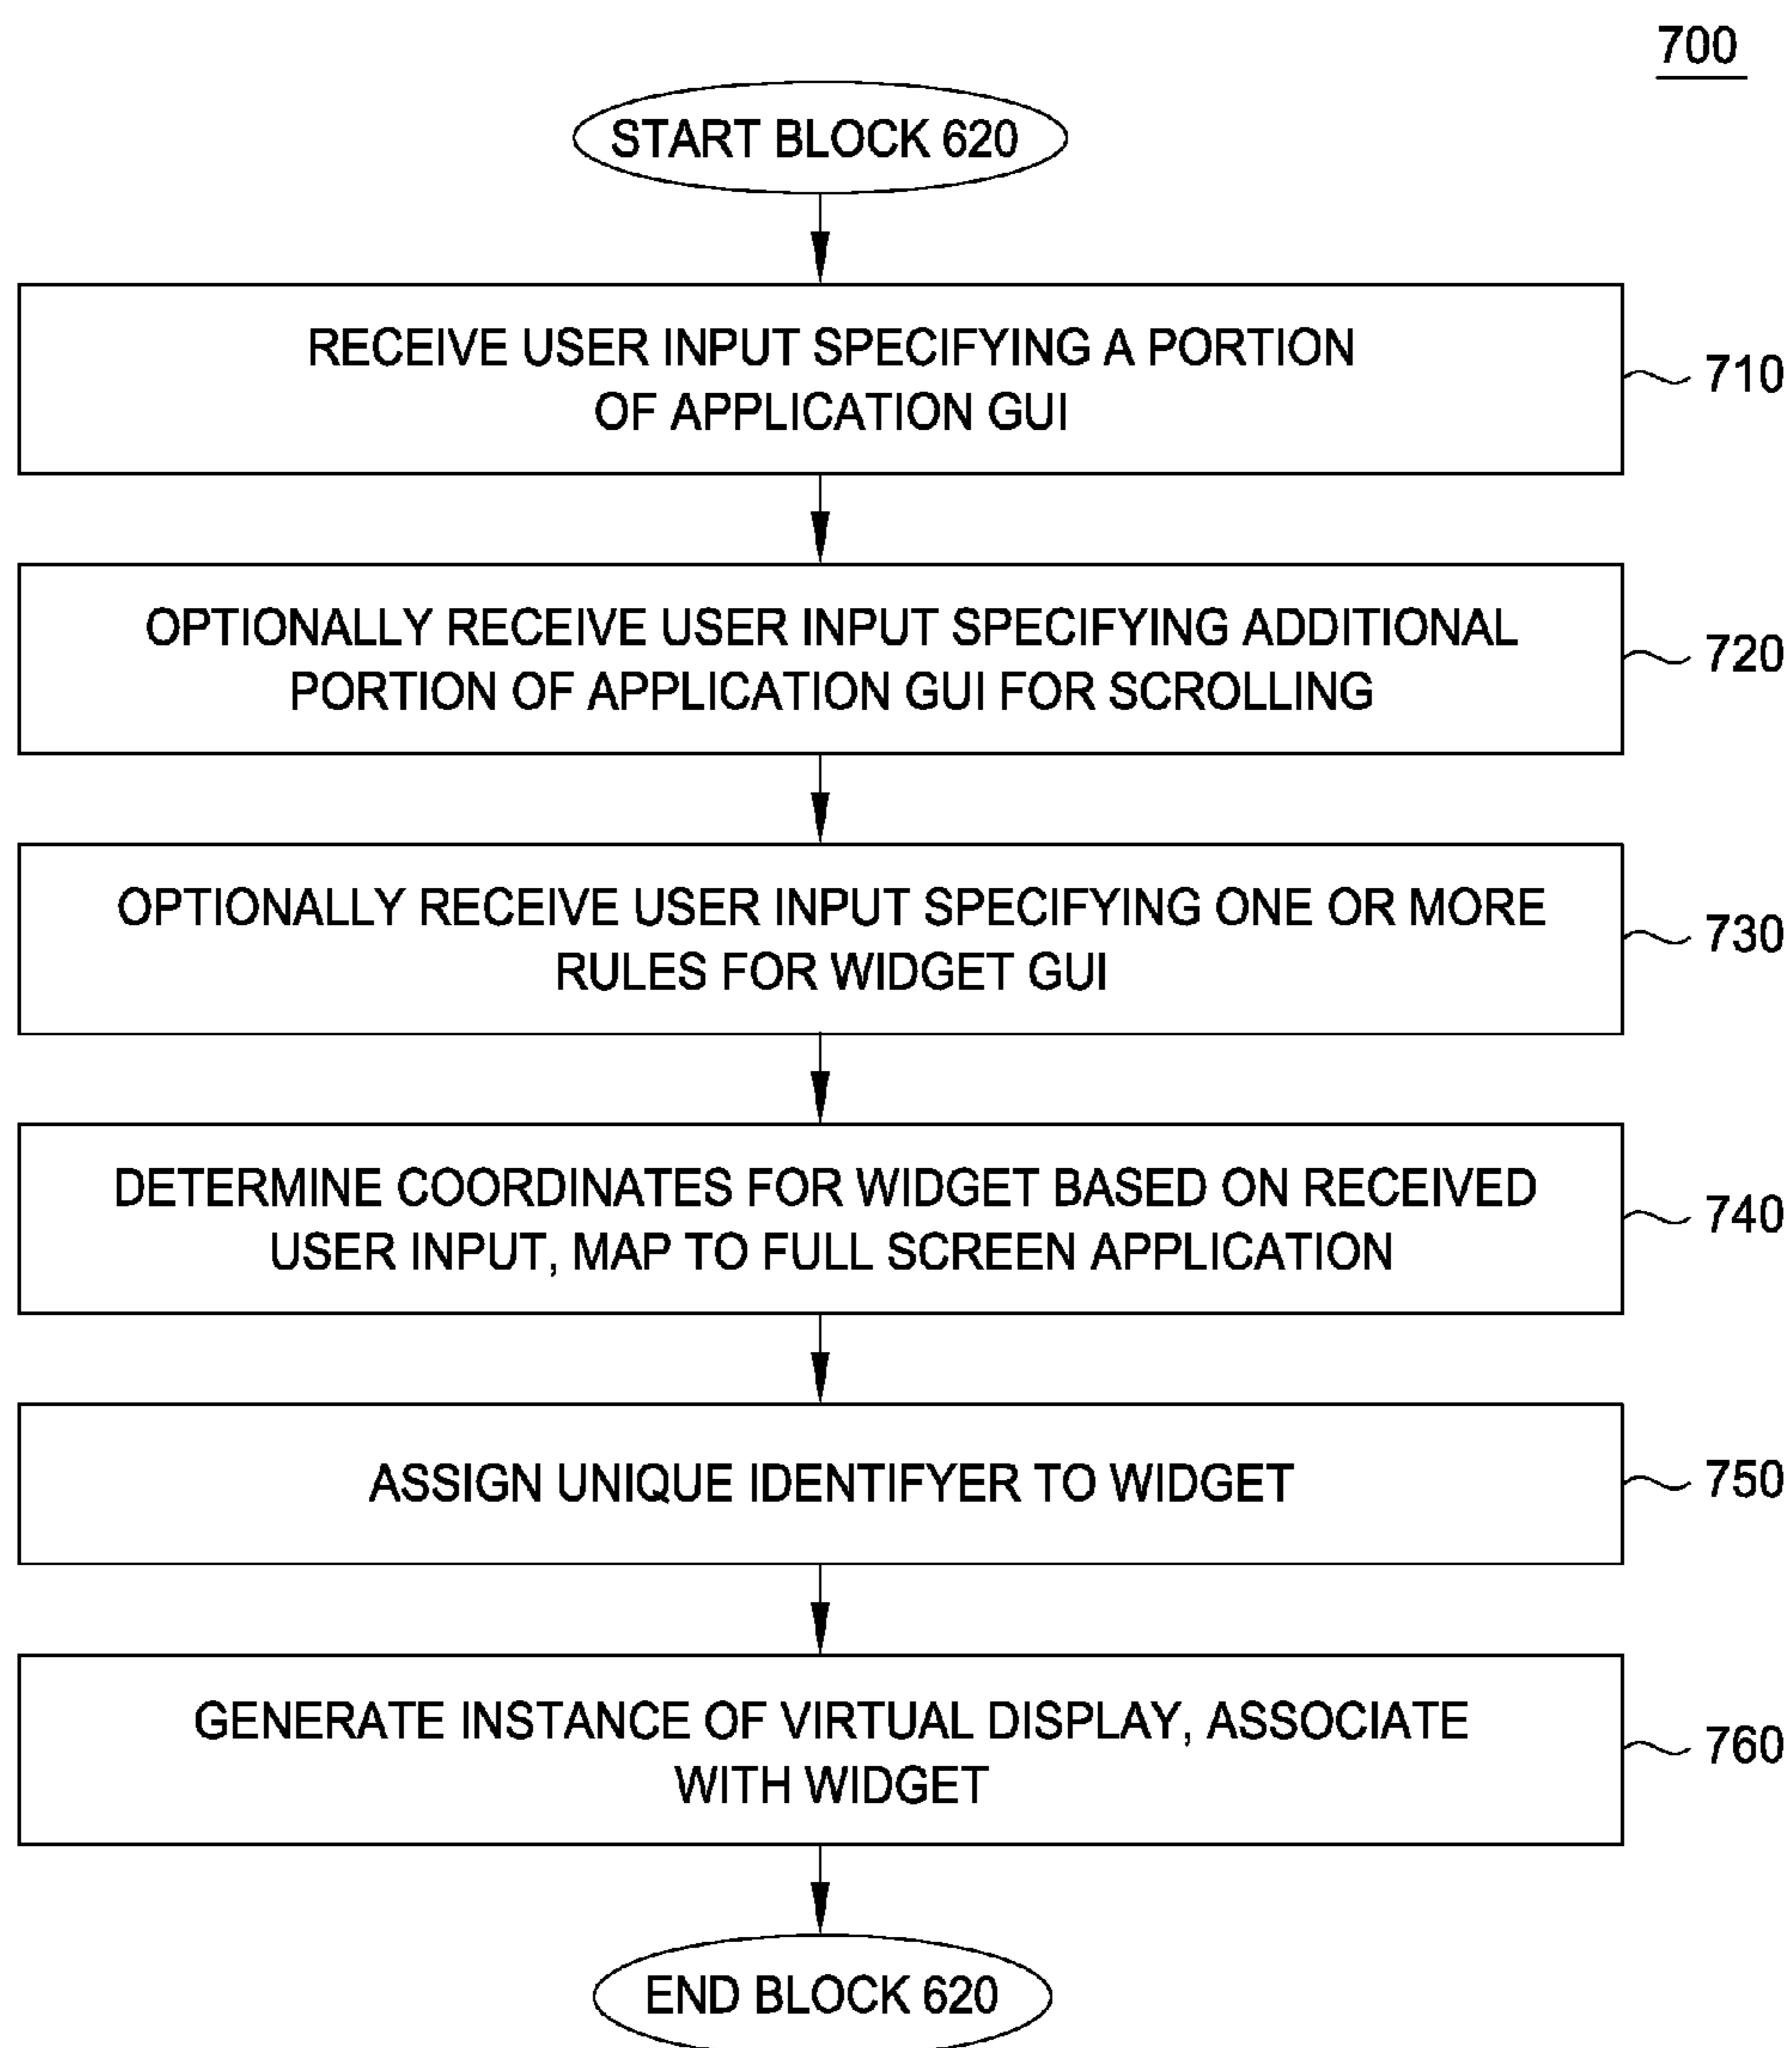 700
START BLOCK 620
RECEIVE USER INPUT SPECIFYING A PORTION
OF APPLICATION GUI
710
OPTIONALLY RECEIVE USER INPUT SPECIFYING ADDITIONAL
PORTION OF APPLICATION GUI FOR SCROLLING
720
OPTIONALLY RECEIVE USER INPUT SPECIFYING ONE OR MORE
RULES FOR WIDGET GUI
730
DETERMINE COORDINATES FOR WIDGET BASED ON RECEIVED
USER INPUT, MAP TO FULL SCREEN APPLICATION
740
ASSIGN UNIQUE IDENTIFYER TO WIDGET
750
GENERATE INSTANCE OF VIRTUAL DISPLAY, ASSOCIATE
WITH WIDGET
760
END BLOCK 620